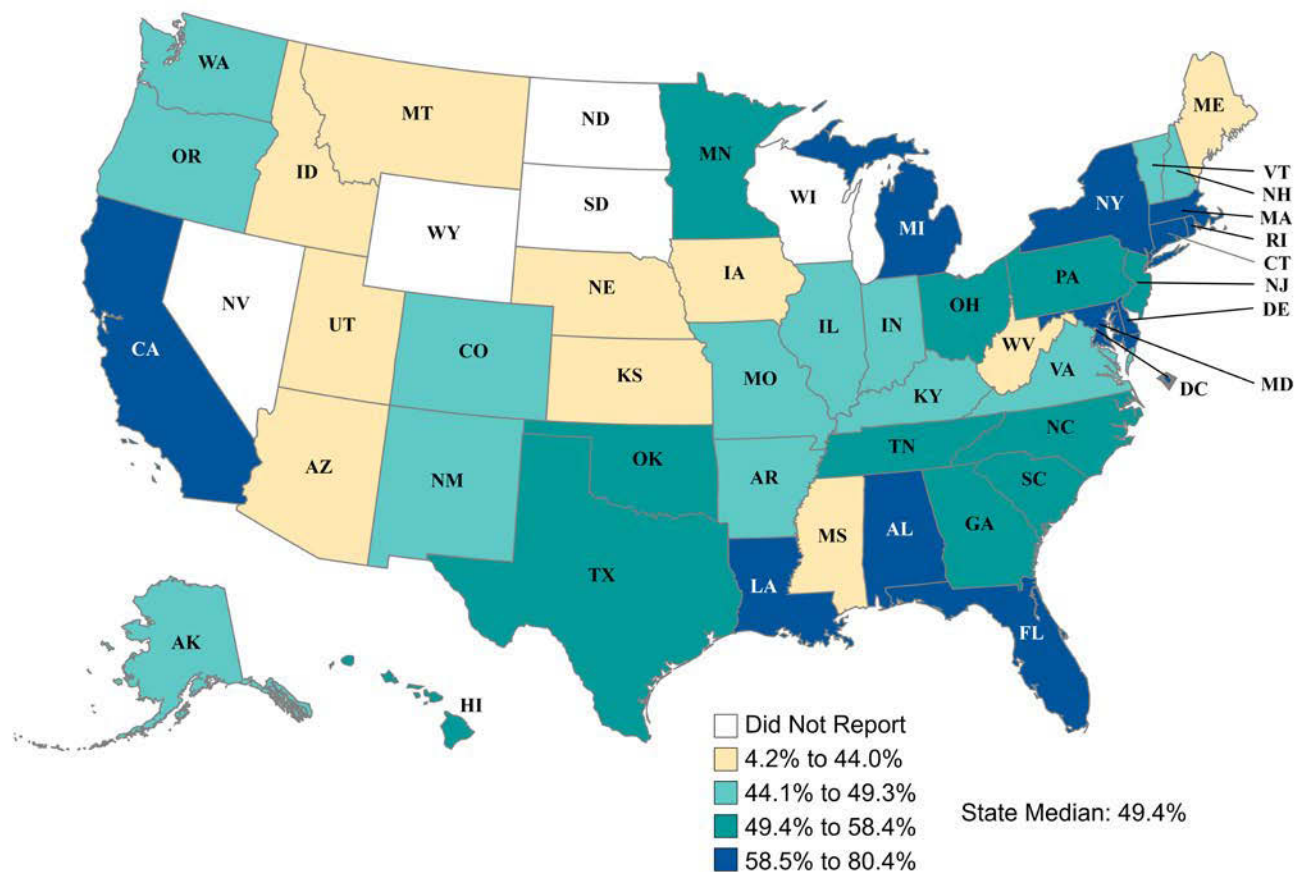 WA
MT
ND
MN
ME
OR
ID
SD
WI
VT
NH
NY
MA
WY
MI
RI
CT
NJ
NE
IA
PA
DE
NV
UT
CO
IL
IN
OH
CA
KS
MO
WV
VA
KY
DC
MD
AZ
NM
OK
AR
TN
NC
SC
MS
AL
GA
TX
LA
FL
AK
HI
Did Not Report
4.2% to 44.0%
44.1% to 49.3%
49.4% to 58.4%
58.5% to 80.4%
State Median: 49.4%